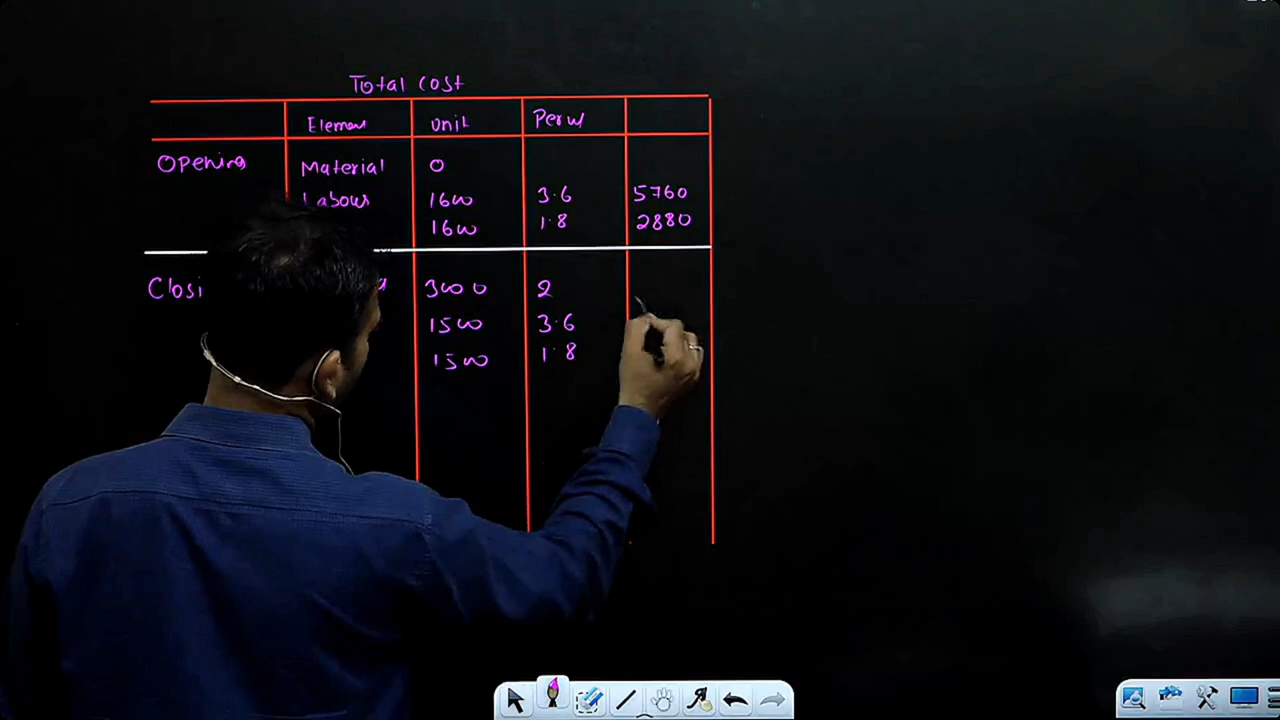 Total Cost
Element Unit Per u
Opening Material 0
Labour 1600 3.6 5760
1600 1.8 2880
Closi 3000 2
1500 3.6
1500 1.8